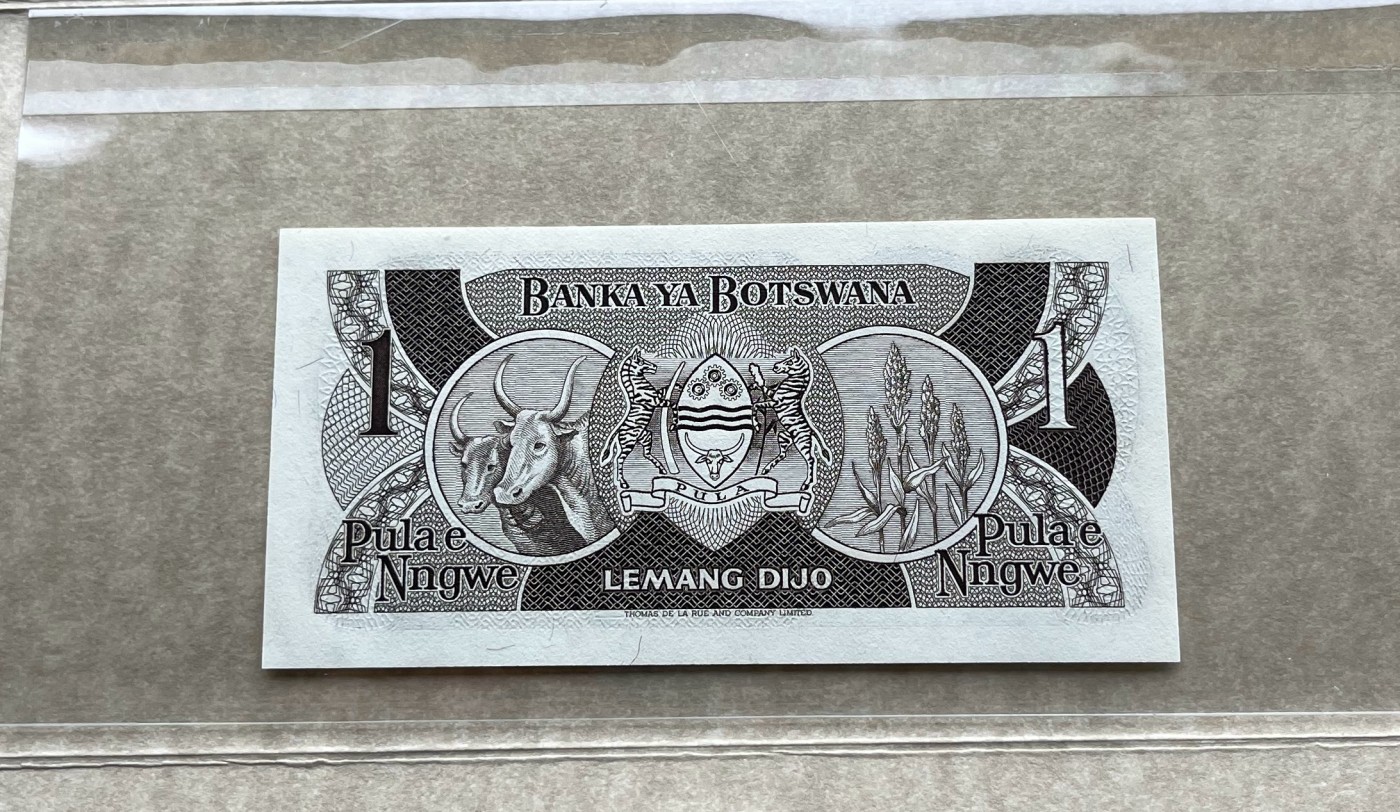 BANKA YA BOTSWANA
1
1
PULA
Pula e
Nngwe
Pula e
Nngwe
LEMANG DIJO
THOMAS DE LA RUE AND COMPANY LIMITED.